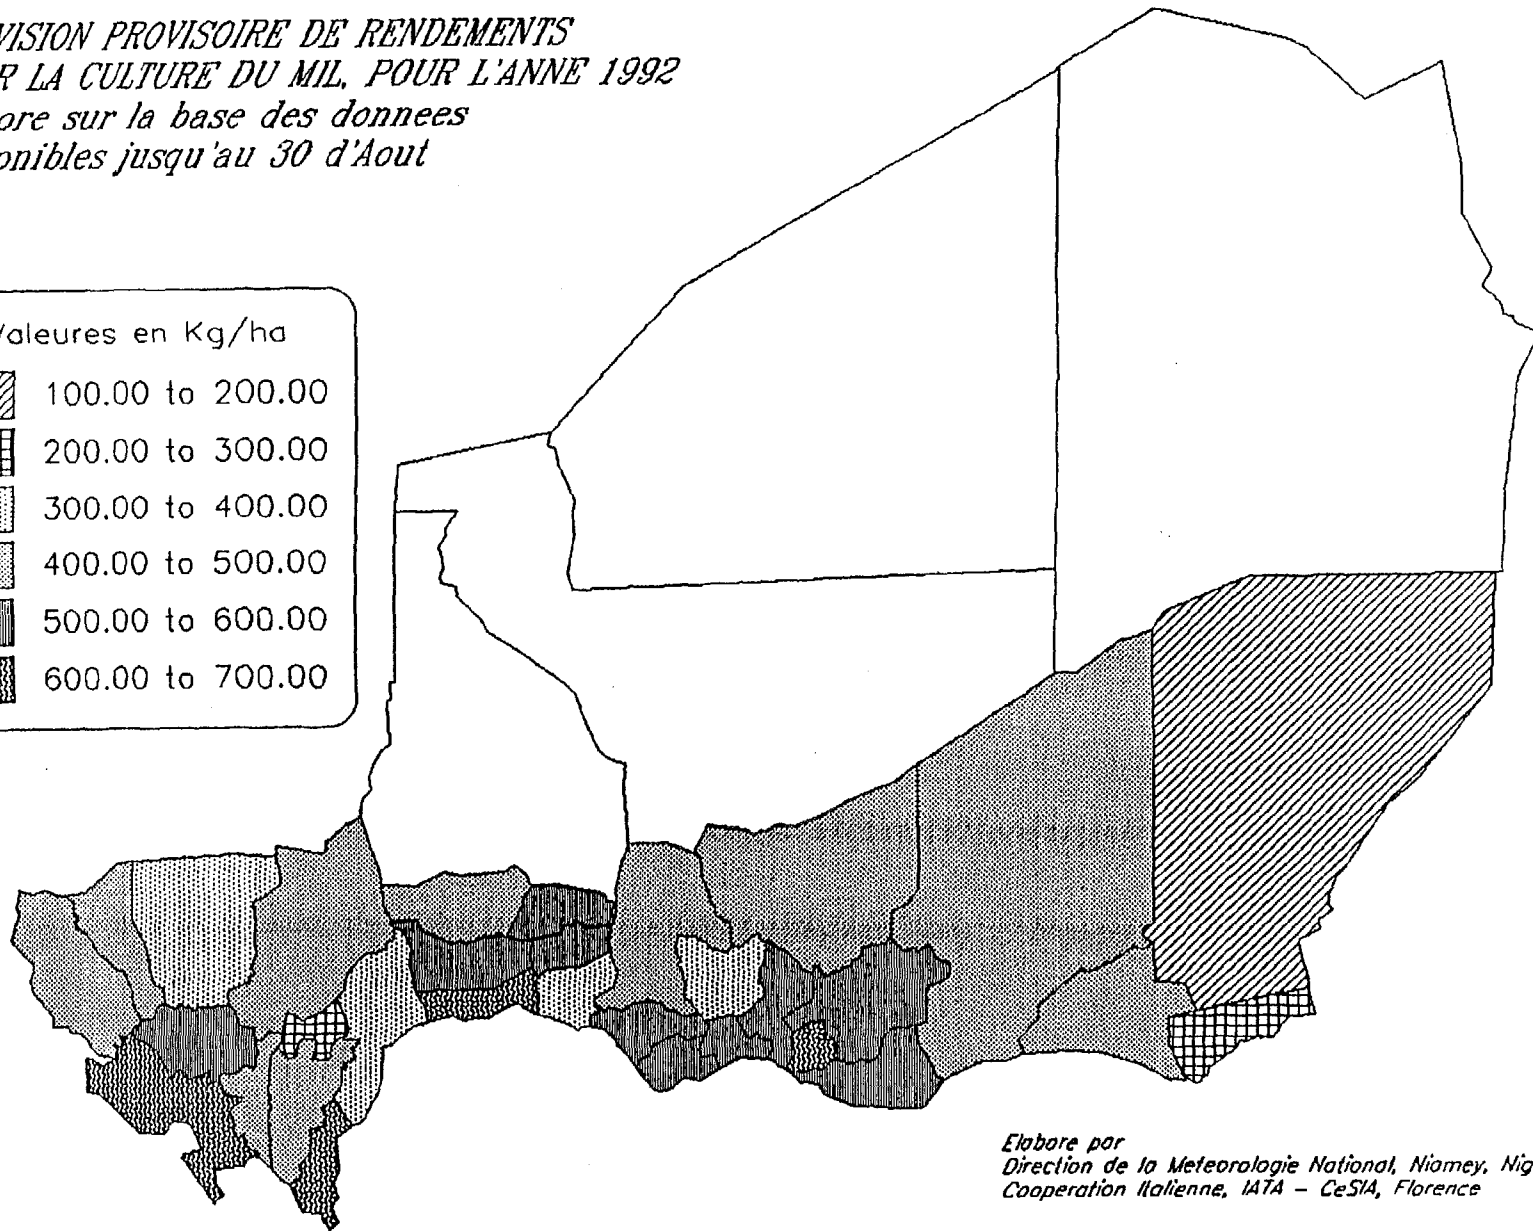 VISION PROVISOIRE DE RENDEMENTS
R LA CULTURE DU MIL, POUR L'ANNE 1992
ore sur la base des donnees
onibles jusqu'au 30 d'Aout
Valeures en Kg/ha
100.00 to 200.00
200.00 to 300.00
300.00 to 400.00
400.00 to 500.00
500.00 to 600.00
600.00 to 700.00
Elabore par
Direction de la Meteorologie National, Niamey, Nig
Cooperation Italienne, IATA - CeSIA, Florence